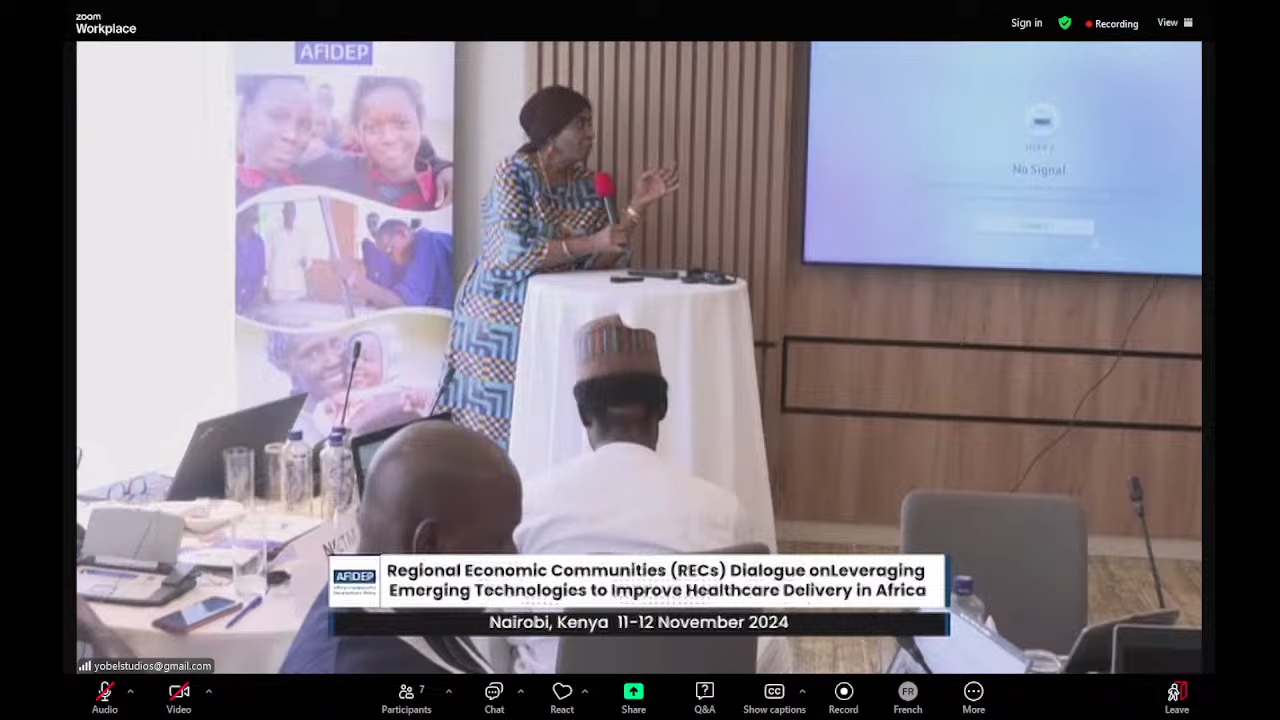 zoom
Workplace
Sign in
Recording
View
AFIDEP
No Signal
AFIDEP
Regional Economic Communities (RECs) Dialogue onLeveraging
Emerging Technologies to Improve Healthcare Delivery in Africa
Nairobi, Kenya 11-12 November 2024
yobelstudios@gmail.com
Audio
Video
7
Participants
Chat
React
Share
Q&A
CC
Show captions
Record
FR
French
More
Leave